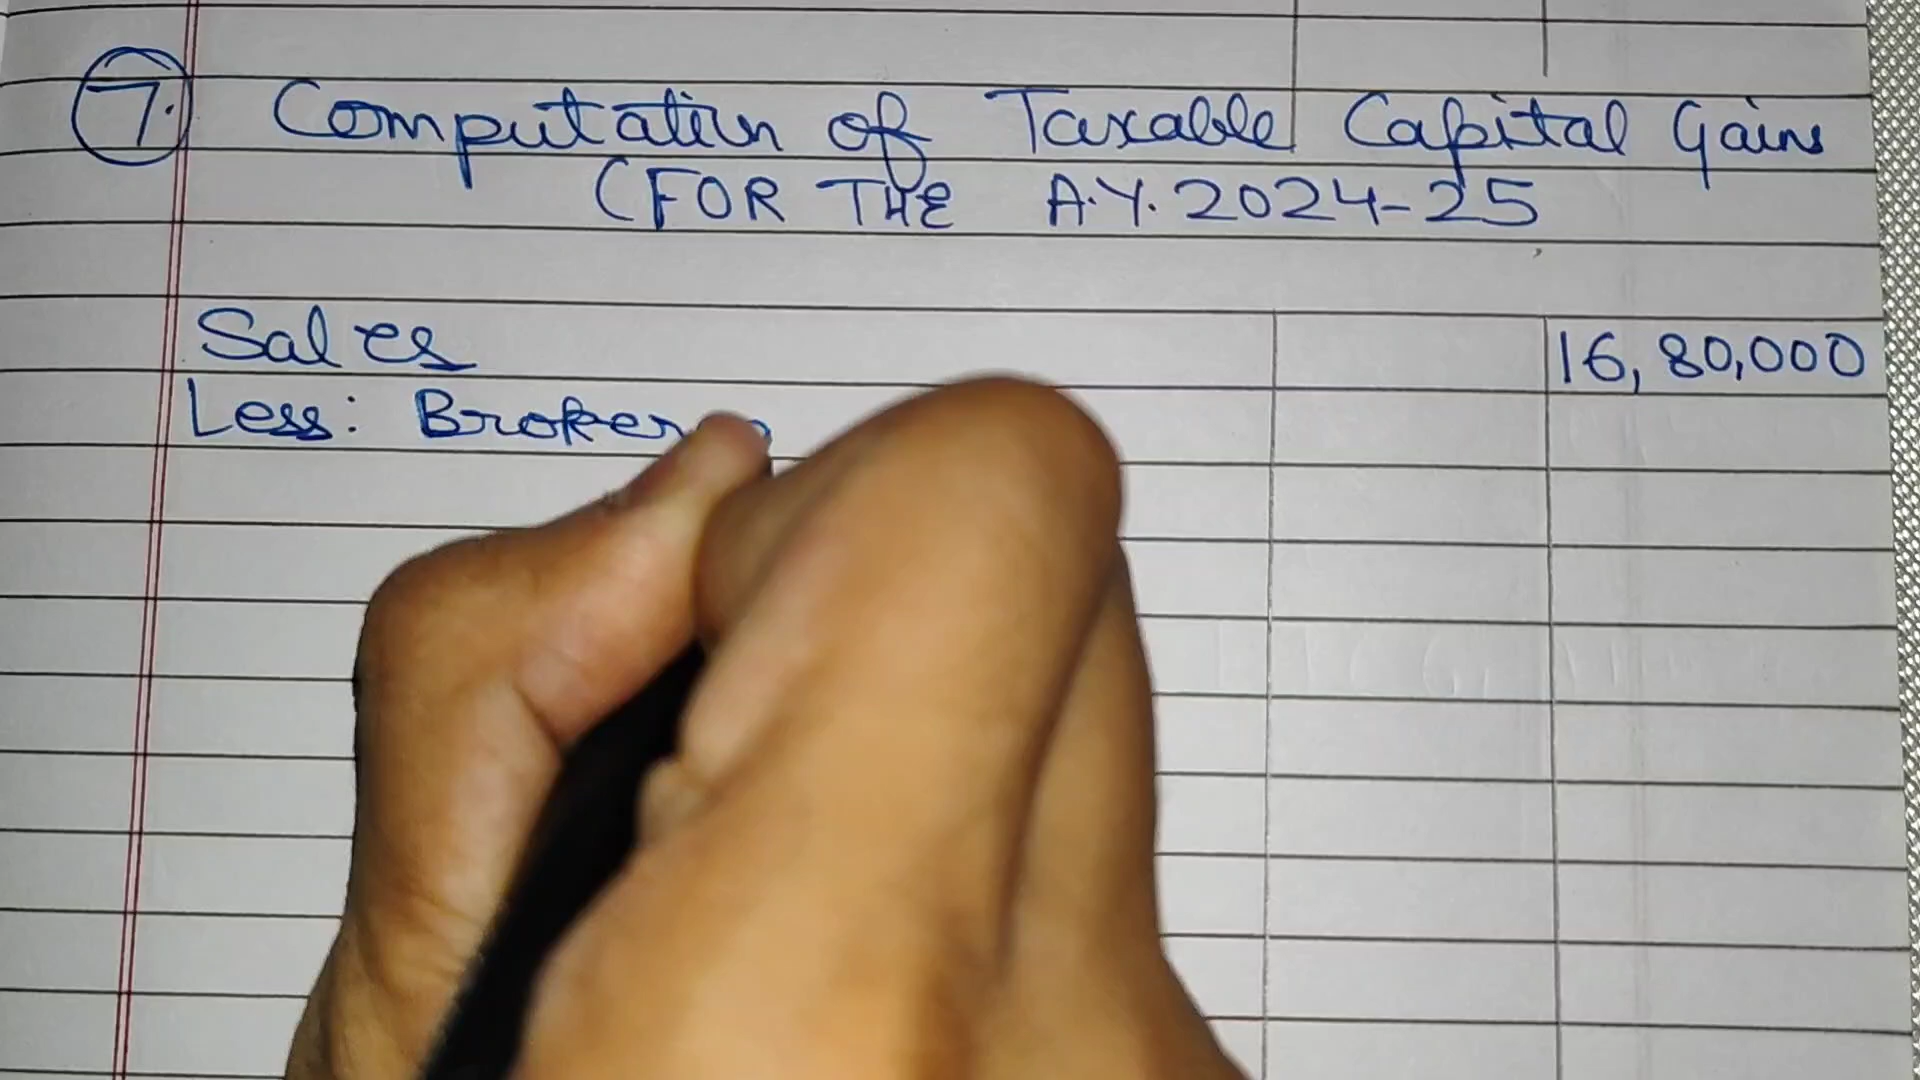 7. Computation of Taxable Capital Gains
(FOR THE A.Y. 2024-25
Sales 16,80,000
Less: